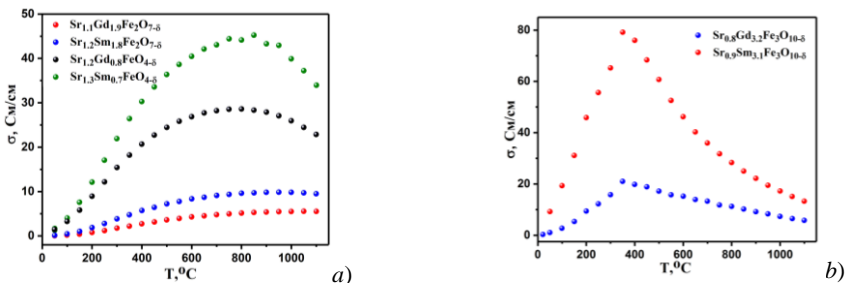 50
40
30
20
10
0
σ, См/см
Sr1.1Gd1.9Fe2O7-δ
Sr1.2Sm1.8Fe2O7-δ
Sr1.2Gd0.8FeO4-δ
Sr1.3Sm0.7FeO4-δ
0 200 400 600 800 1000
T,ºC
a)
80
60
40
20
0
σ, См/см
Sr0.8Gd3.2Fe3O10-δ
Sr0.9Sm3.1Fe3O10-δ
0 200 400 600 800 1000
T,ºC
b)